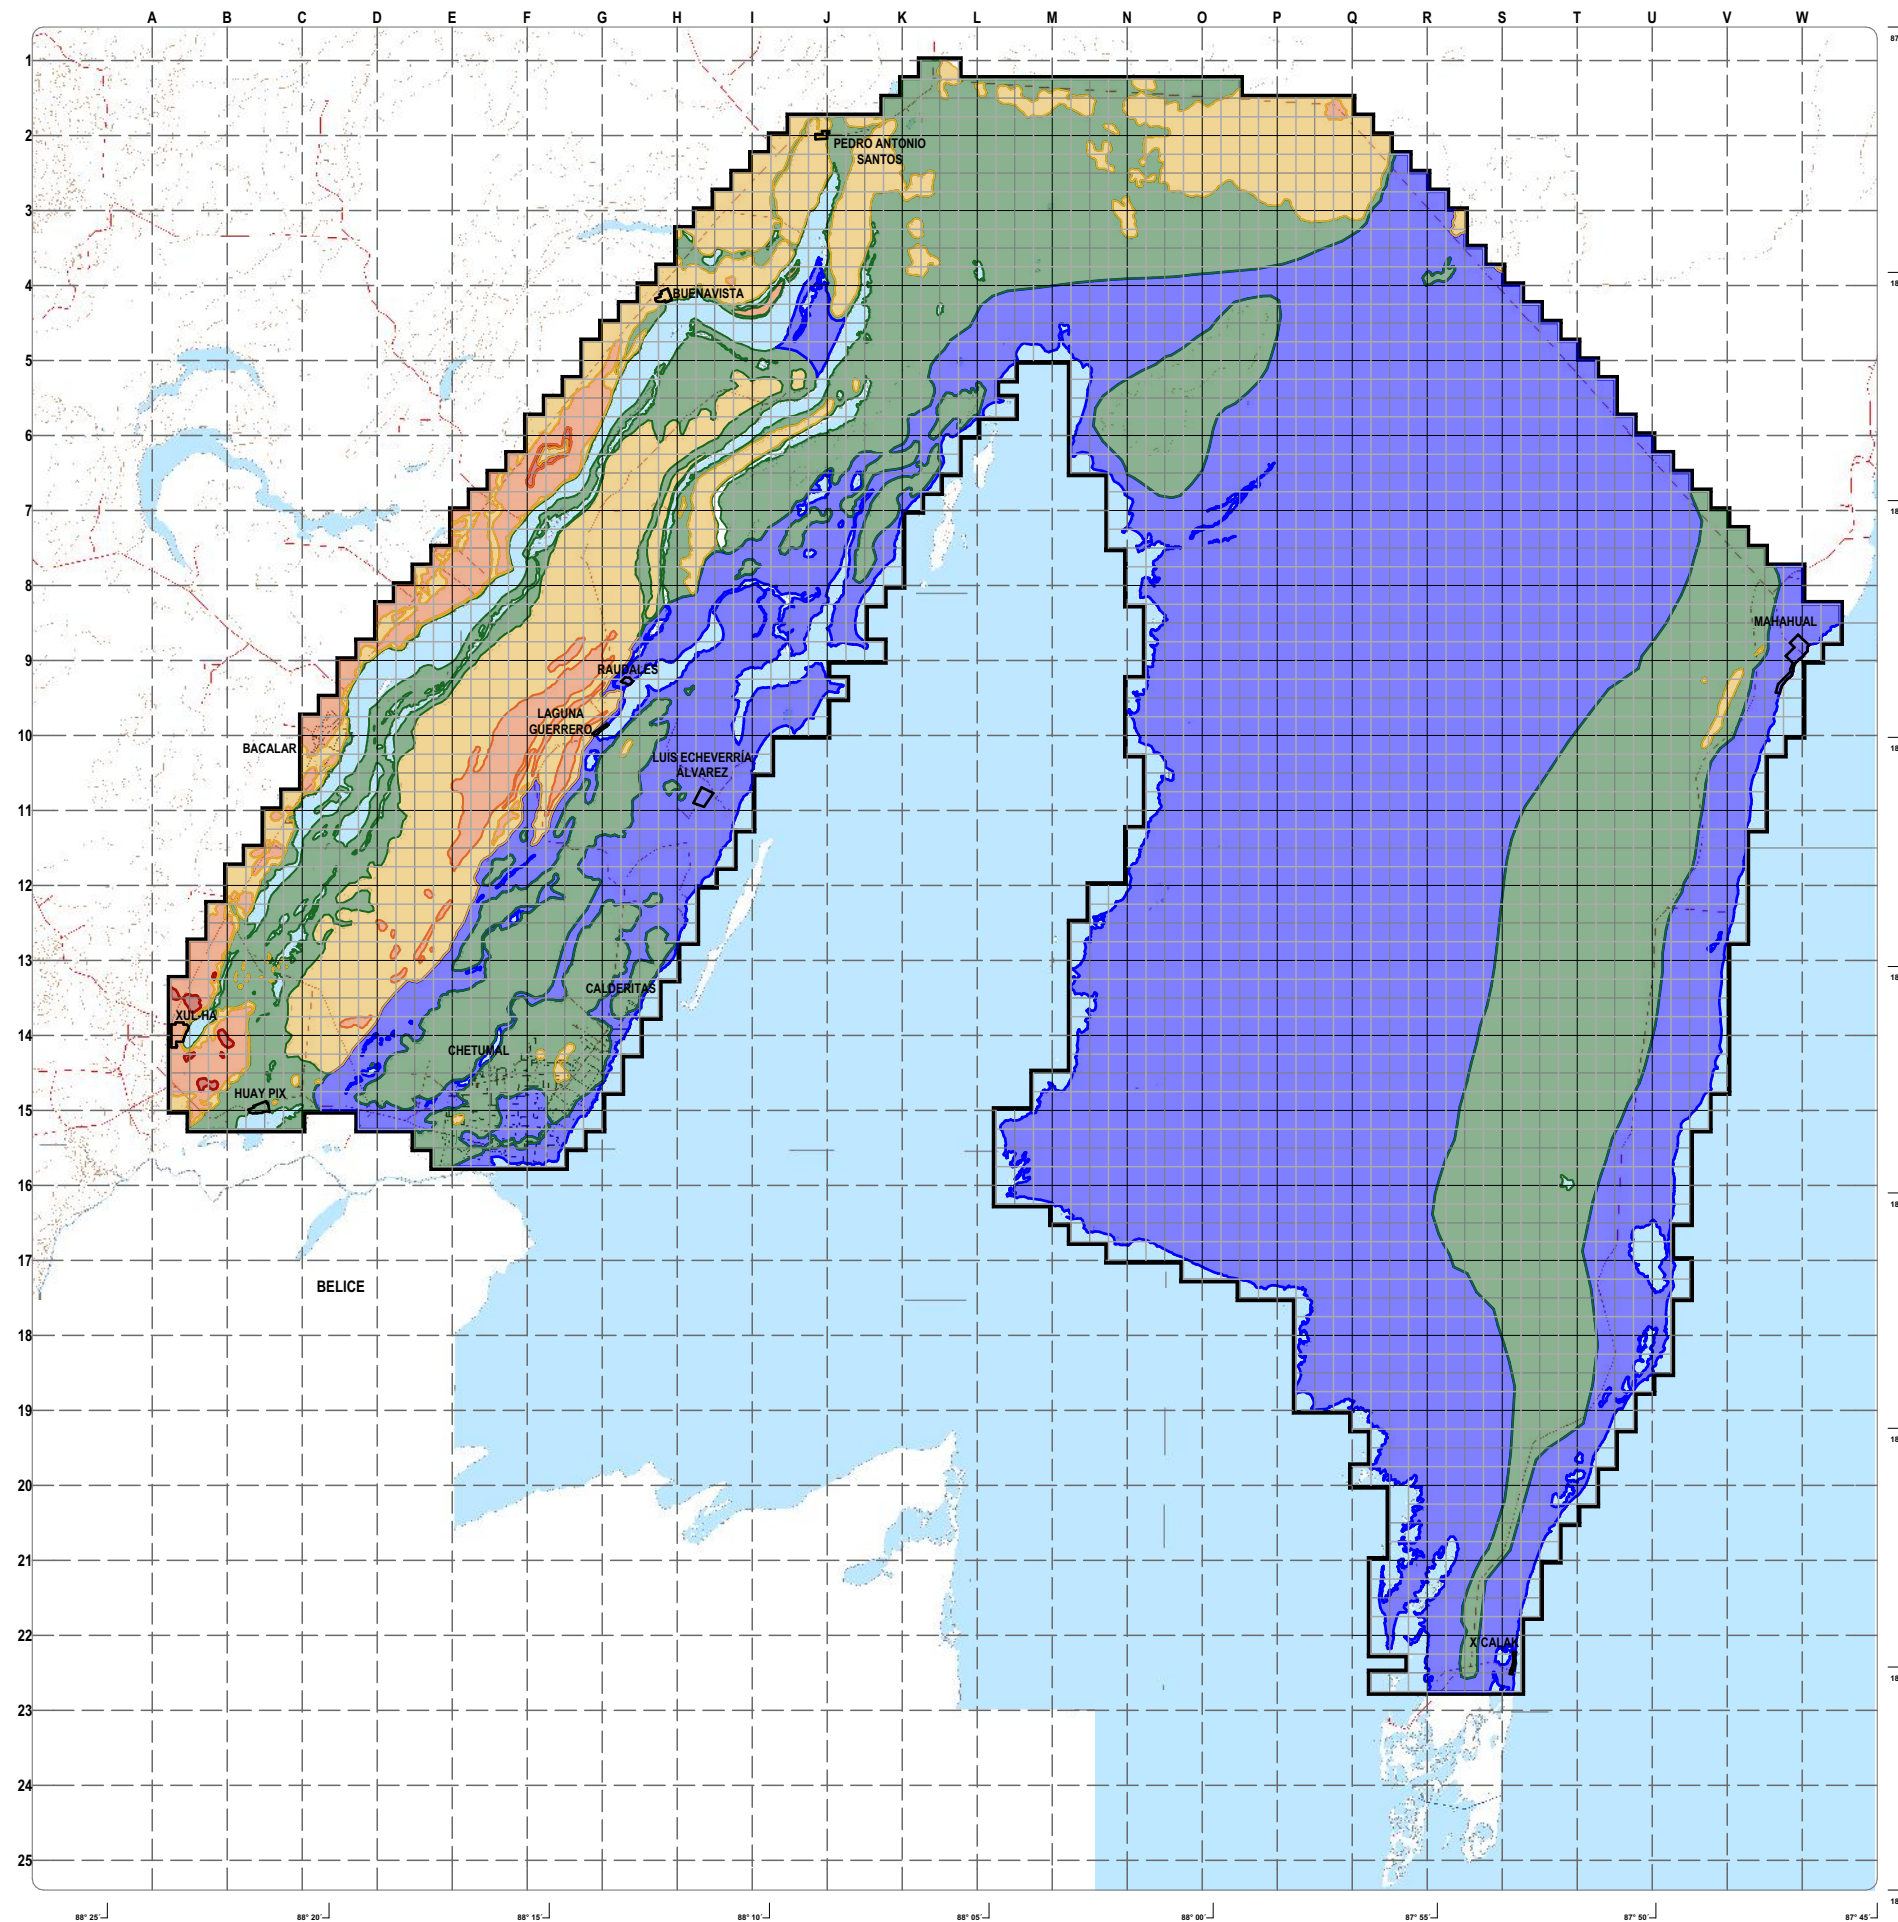 A B C D E F G H I J K L M N O P Q R S T U V W
1
2
3
4
5
6
7
8
9
10
11
12
13
14
15
16
17
18
19
20
21
22
23
24
25
PEDRO ANTONIO
SANTOS
BUENAVISTA
MAHAHUAL
RAUDALES
LAGUNA
GUERRERO
BACALAR
LUIS ECHEVERRÍA
ÁLVAREZ
CALDERITAS
XUL-HA
CHETUMAL
HUAY PIX
BELICE
X'CALAK
88° 25' 88° 20' 88° 15' 88° 10' 88° 05' 88° 00' 87° 55' 87° 50' 87° 45'